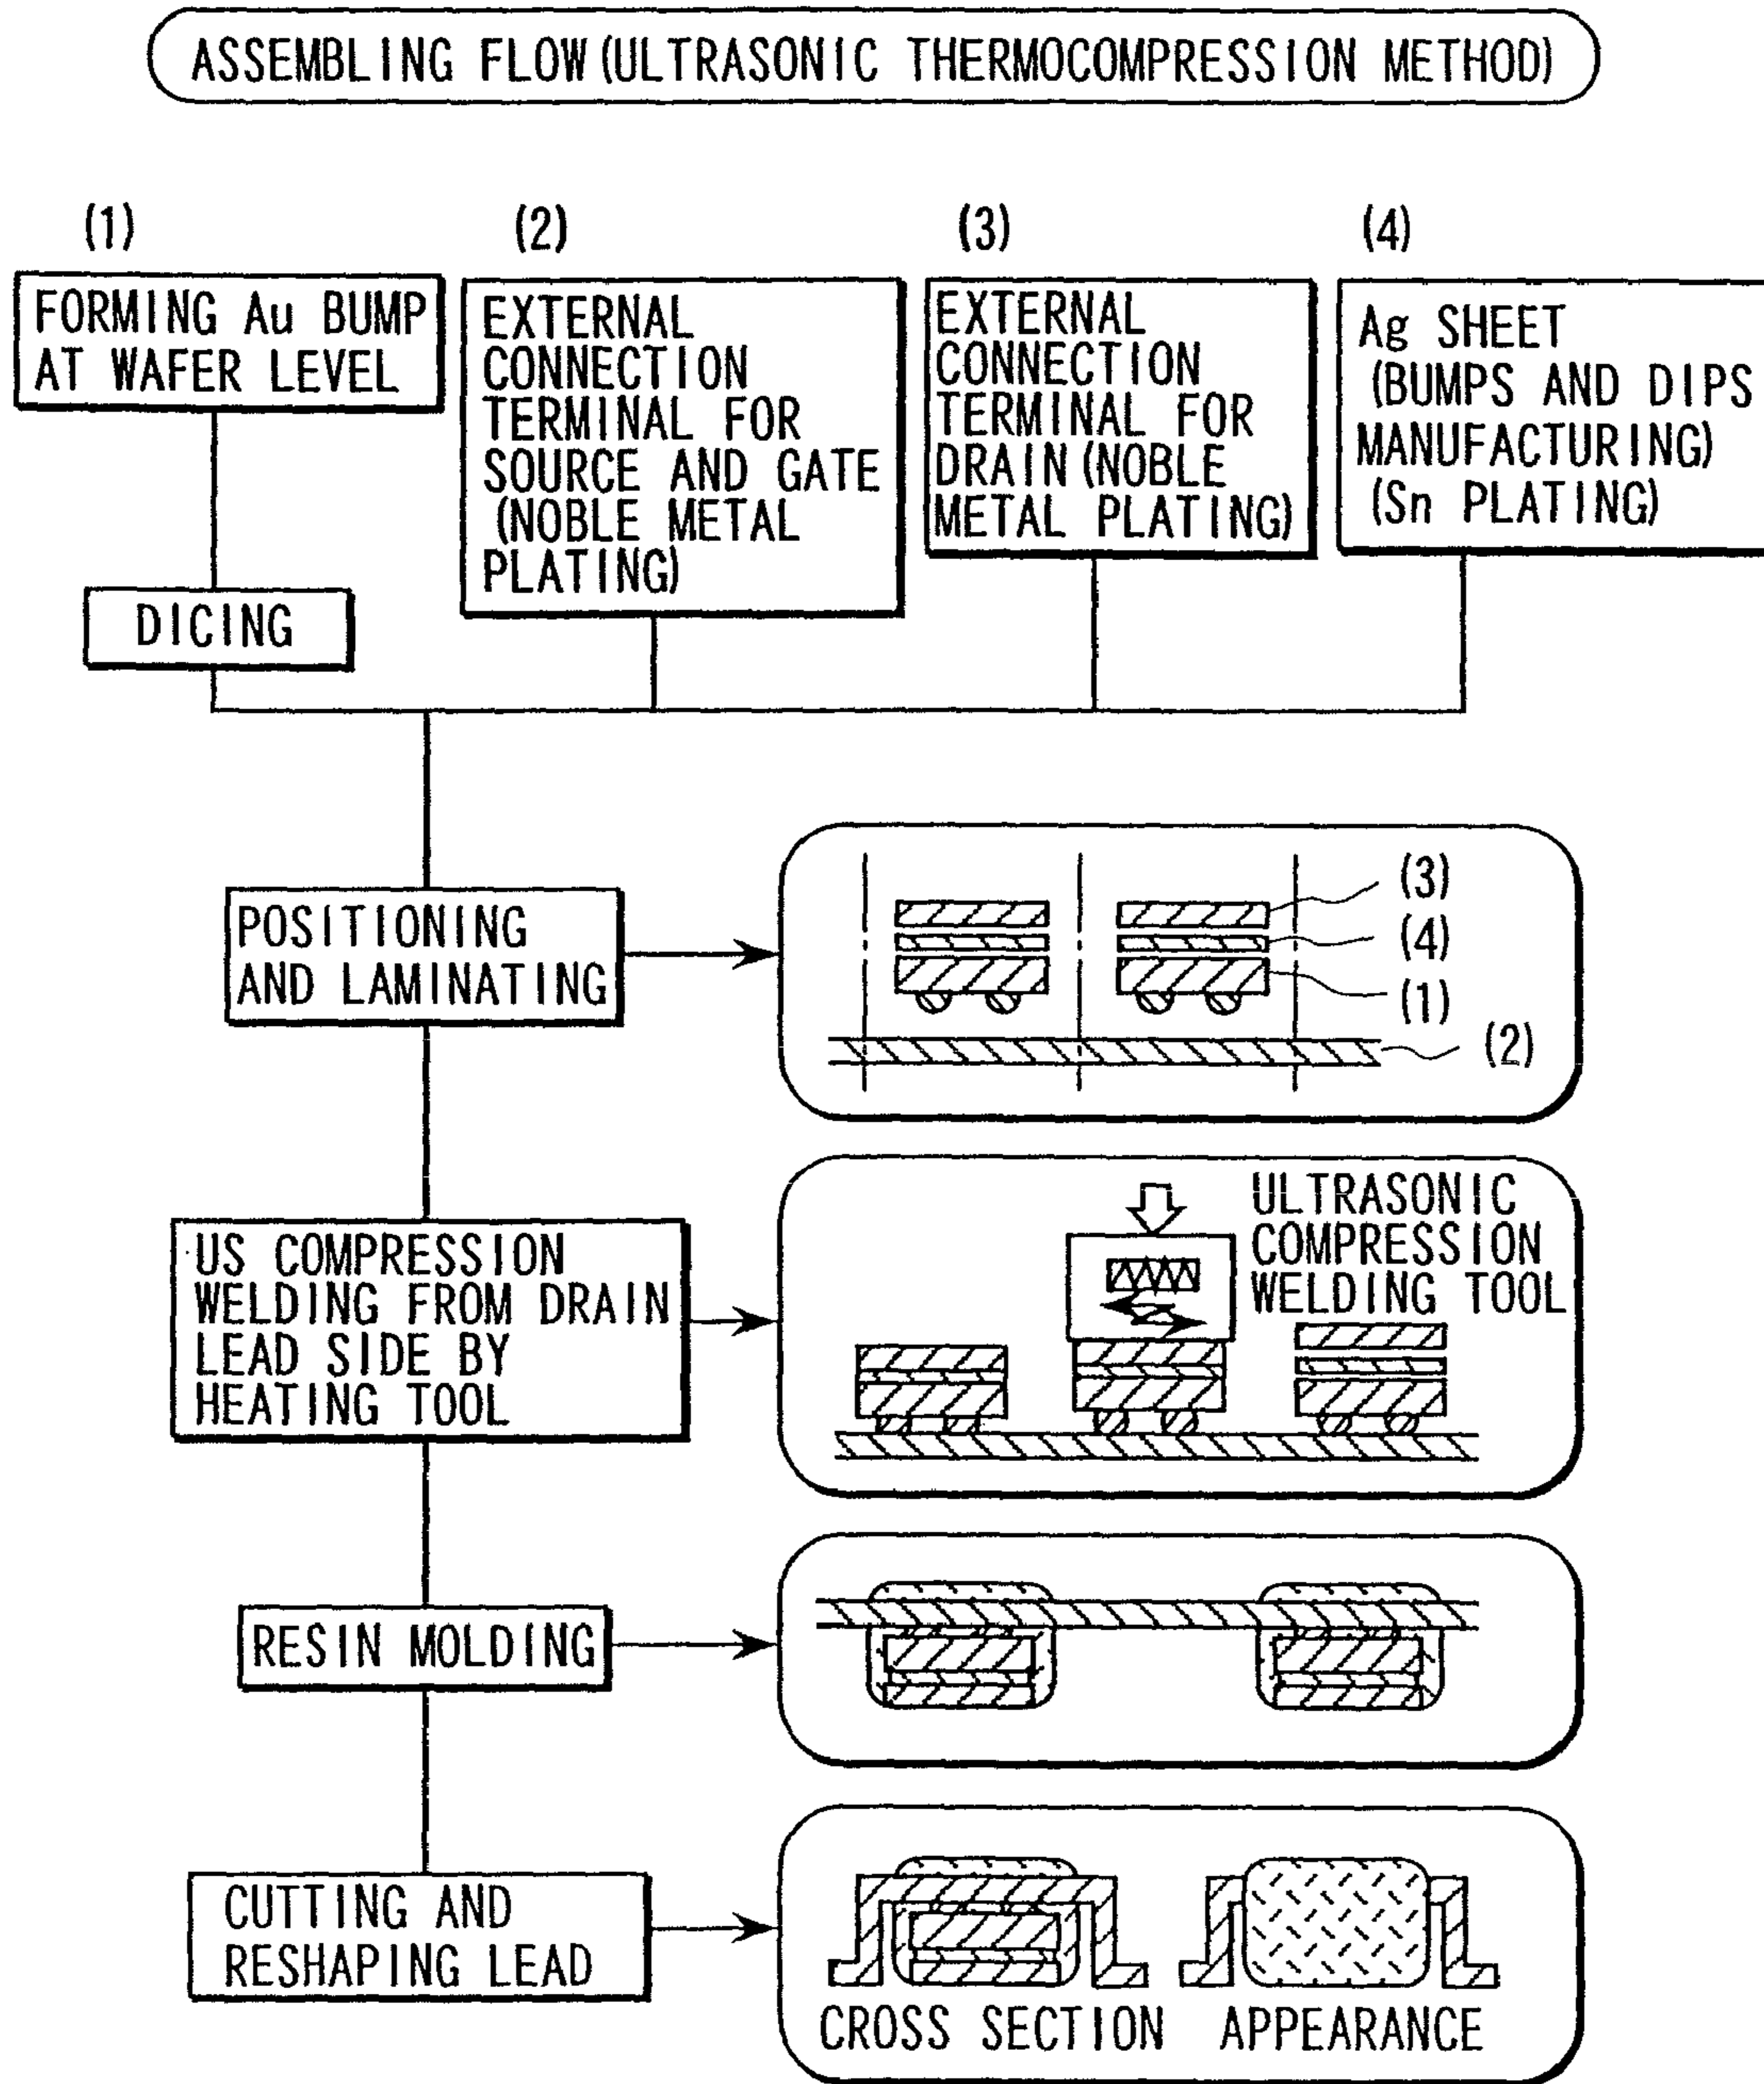 ASSEMBLING FLOW (ULTRASONIC THERMOCOMPRESSION METHOD)
(1)
FORMING Au BUMP
AT WAFER LEVEL
DICING
(2)
EXTERNAL
CONNECTION
TERMINAL FOR
SOURCE AND GATE
(NOBLE METAL
PLATING)
(3)
EXTERNAL
CONNECTION
TERMINAL FOR
DRAIN (NOBLE
METAL PLATING)
(4)
Ag SHEET
(BUMPS AND DIPS
MANUFACTURING)
(Sn PLATING)
POSITIONING
AND LAMINATING
(3)
(4)
(1)
(2)
US COMPRESSION
WELDING FROM DRAIN
LEAD SIDE BY
HEATING TOOL
ULTRASONIC
COMPRESSION
WELDING TOOL
RESIN MOLDING
CUTTING AND
RESHAPING LEAD
CROSS SECTION
APPEARANCE